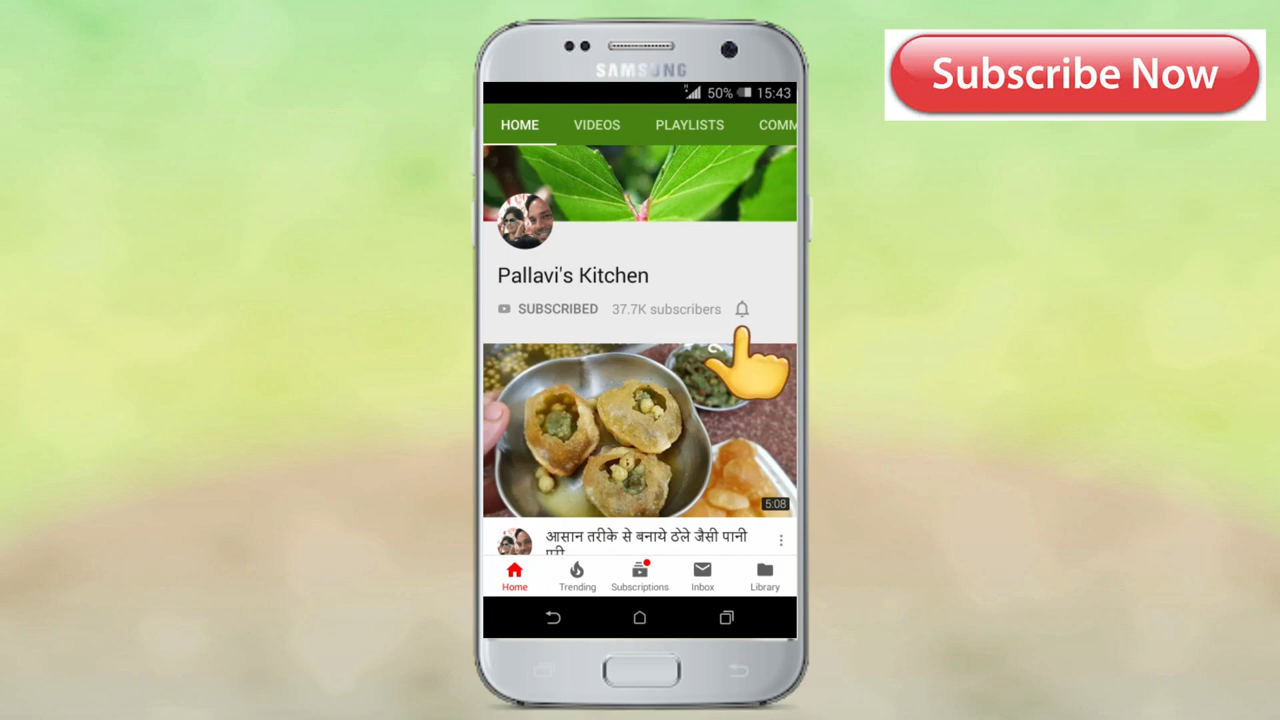 Subscribe Now
SAMSUNG
50% 15:43
HOME VIDEOS PLAYLISTS COMM
Pallavi's Kitchen
SUBSCRIBED 37.7K subscribers
5:08
आसान तरीके से बनाये ठेले जैसी पानी
Home Trending Subscriptions Inbox Library